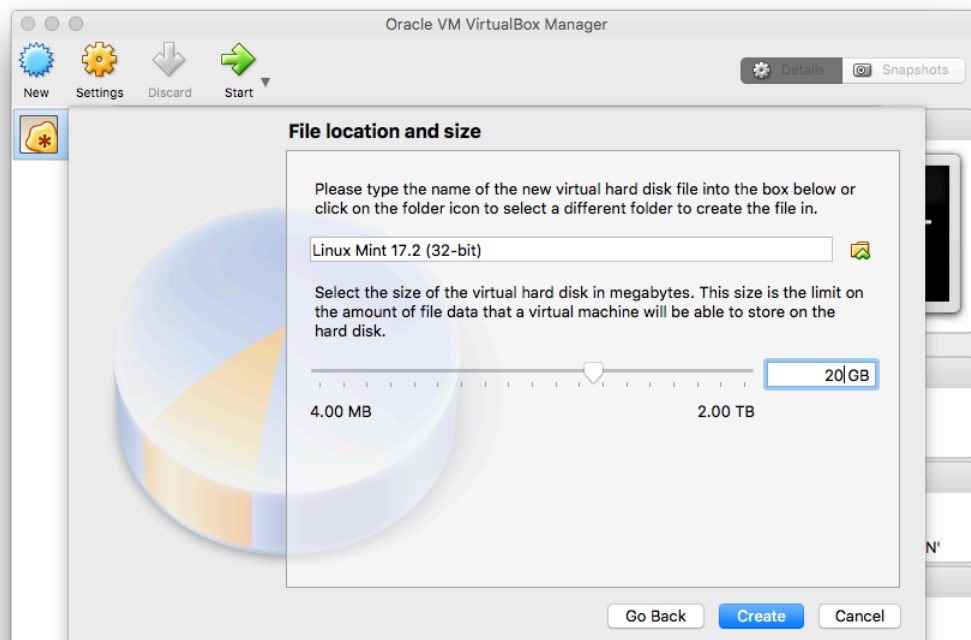 Oracle VM VirtualBox Manager
New
Settings
Discard
Start
Details
Snapshots
File location and size
Please type the name of the new virtual hard disk file into the box below or
click on the folder icon to select a different folder to create the file in.
Linux Mint 17.2 (32-bit)
Select the size of the virtual hard disk in megabytes. This size is the limit on
the amount of file data that a virtual machine will be able to store on the
hard disk.
20 GB
4.00 MB
2.00 TB
N'
Go Back
Create
Cancel